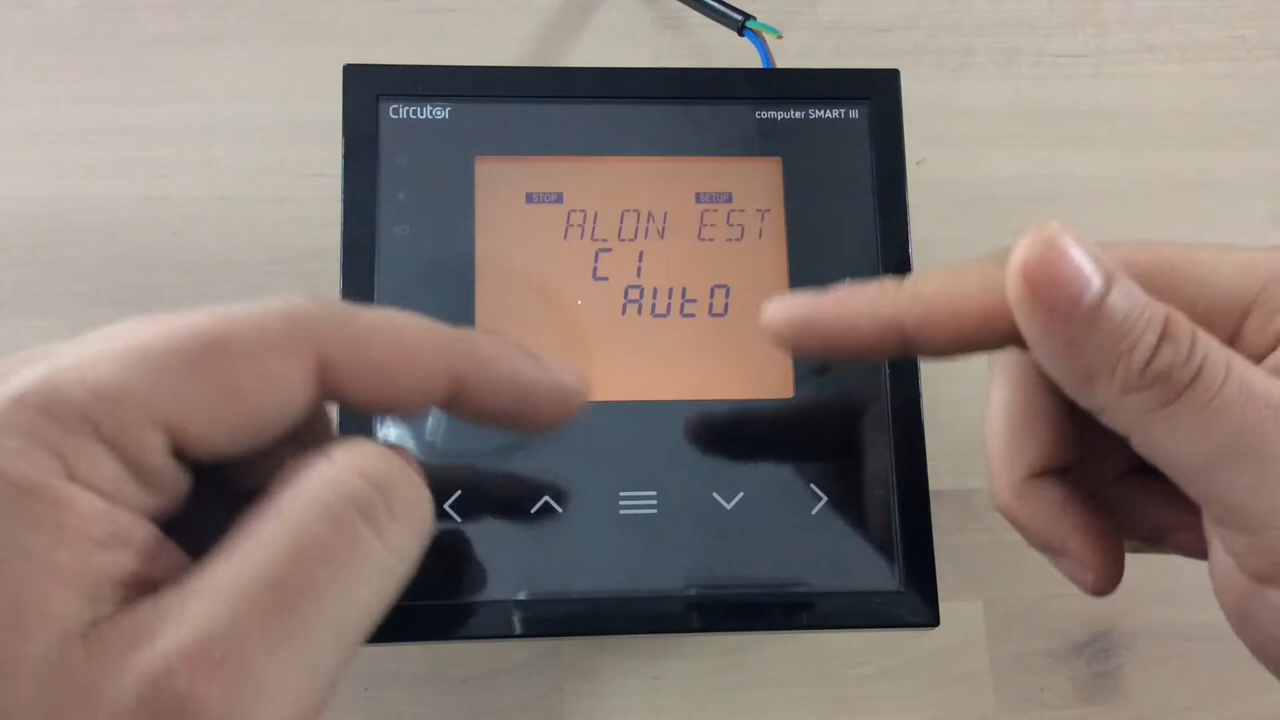 Circutor
computer SMART III
STOP SETUP
ALON EST
C1
AUtO